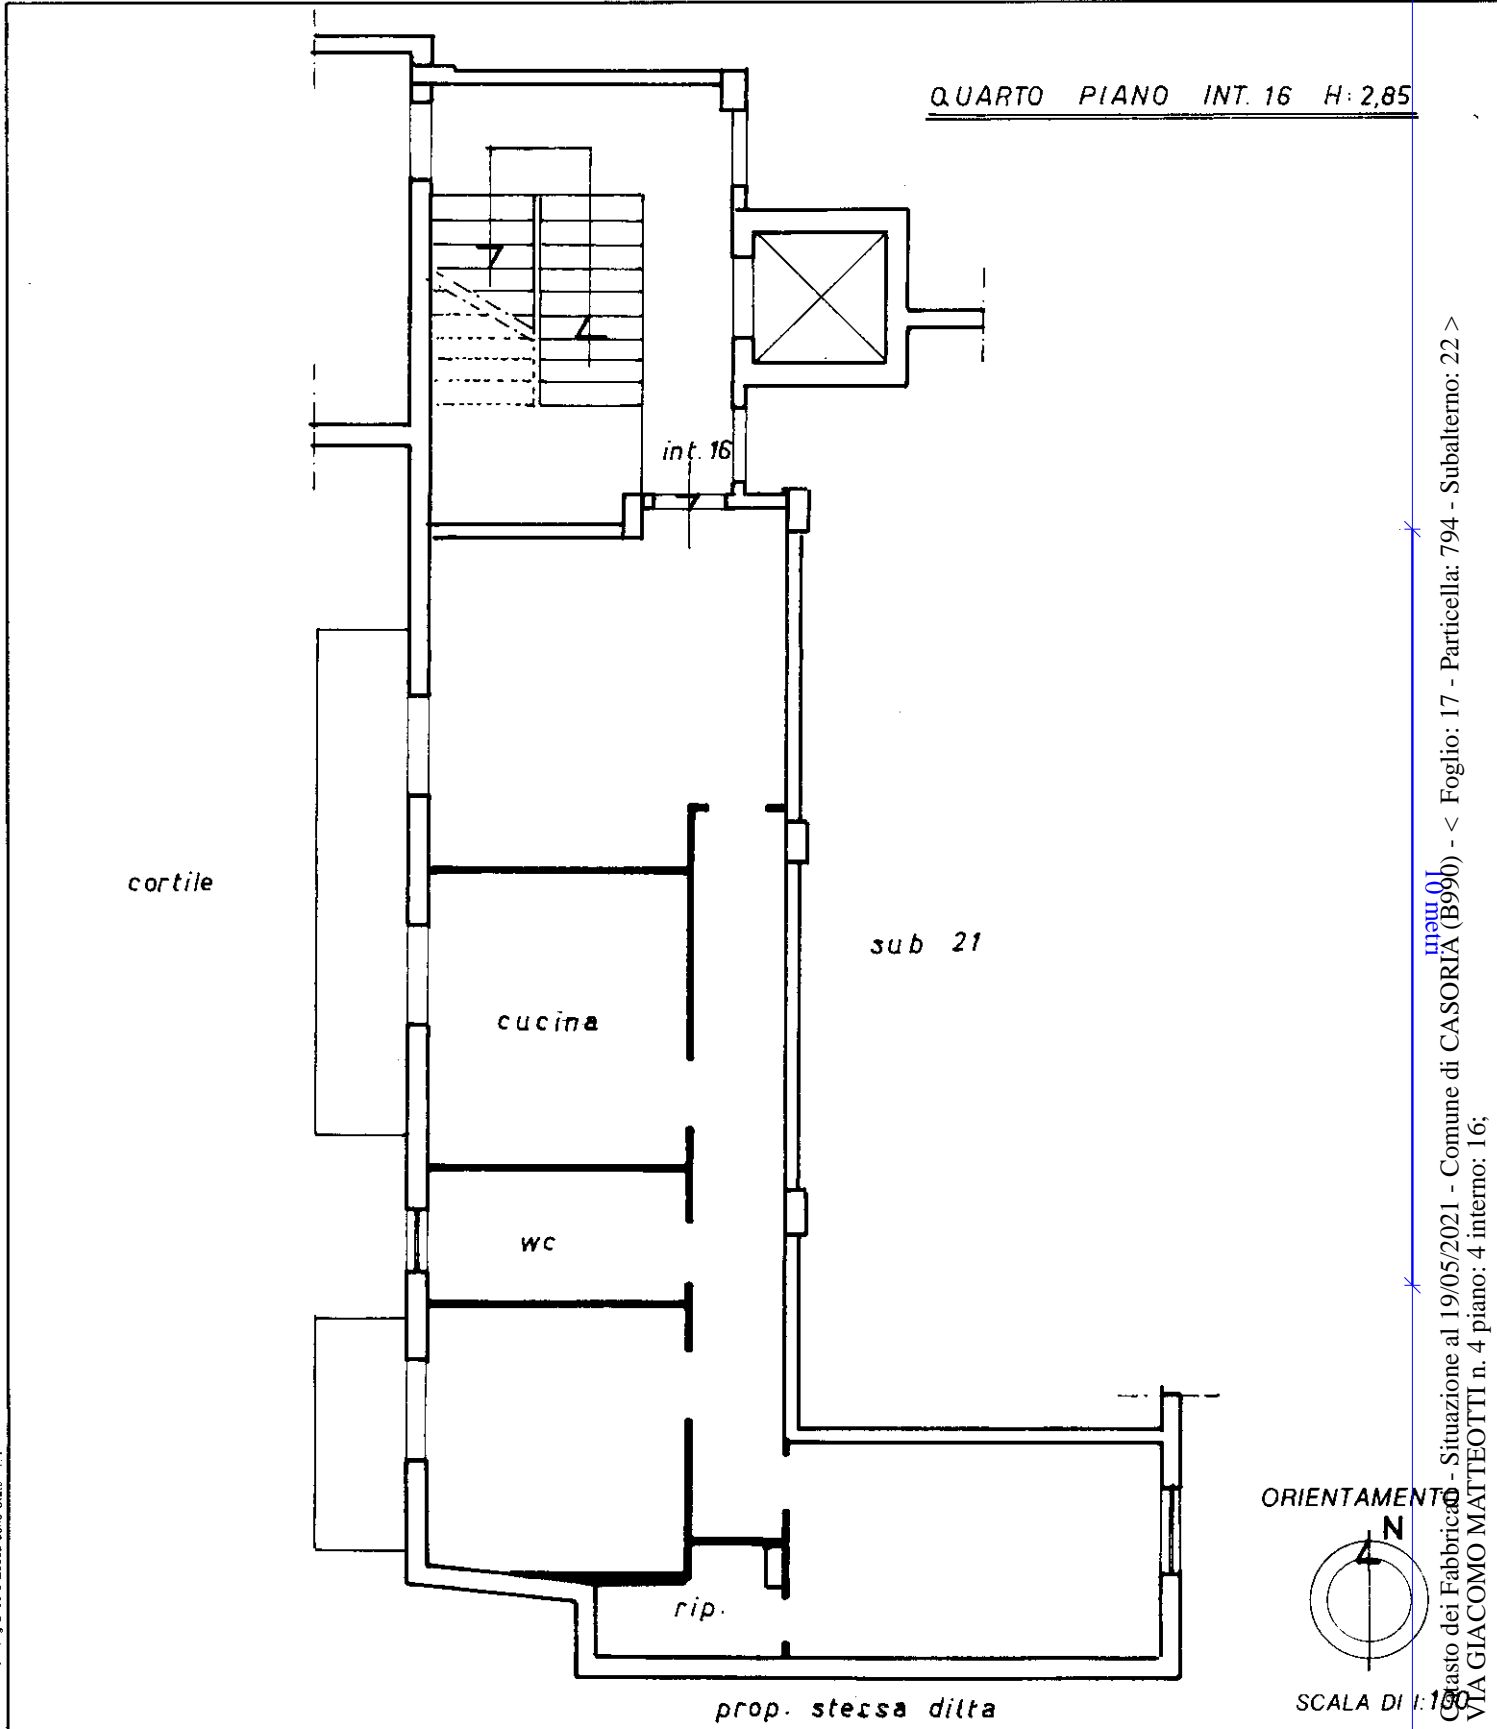 QUARTO PIANO INT. 16 H: 2,85
int. 16
cortile
sub 21
cucina
wc
rip.
prop. stessa ditta
ORIENTAMENTO
N
SCALA DI 1:100
10 metri
Catasto dei Fabbricati - Situazione al 19/05/2021 - Comune di CASORIA (B990) - < Foglio: 17 - Particella: 794 - Subalterno: 22 >
VIA GIACOMO MATTEOTTI n. 4 piano: 4 interno: 16;